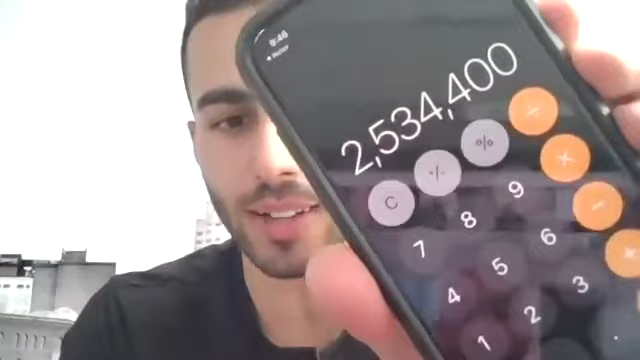 9:46
2,534,400
C +/- % ÷
7 8 9 ×
4 5 6 −
1 2 3 +
.